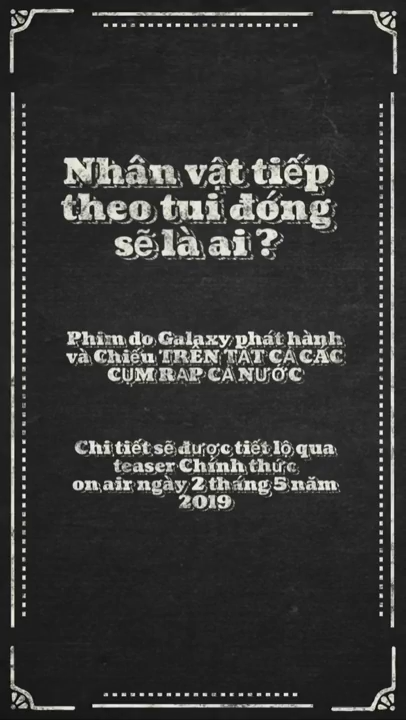 Nhân vật tiếp
theo tui đóng
sẽ là ai ?
Phim do Galaxy phát hành
và Chiếu TRÊN TẤT CẢ CÁC
CỤM RẠP CẢ NƯỚC
Chi tiết sẽ được tiết lộ qua
teaser Chính thức
on air ngày 2 tháng 5 năm
2019